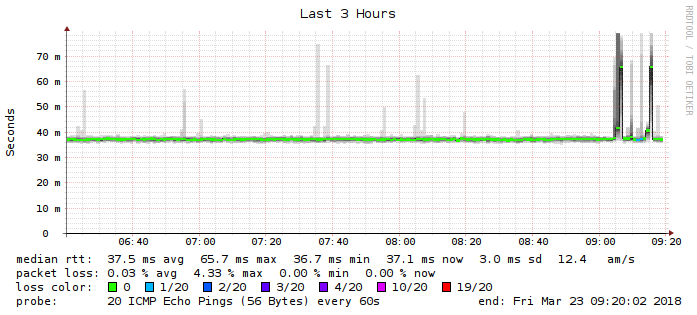 Last 3 Hours
RRDTOOL / TOBI OETIKER
Seconds
70 m
60 m
50 m
40 m
30 m
20 m
10 m
0
06:40 07:00 07:20 07:40 08:00 08:20 08:40 09:00 09:20
median rtt: 37.5 ms avg 65.7 ms max 36.7 ms min 37.1 ms now 3.0 ms sd 12.4 am/s
packet loss: 0.03 % avg 4.33 % max 0.00 % min 0.00 % now
loss color: 0 1/20 2/20 3/20 4/20 10/20 19/20
probe: 20 ICMP Echo Pings (56 Bytes) every 60s end: Fri Mar 23 09:20:02 2018